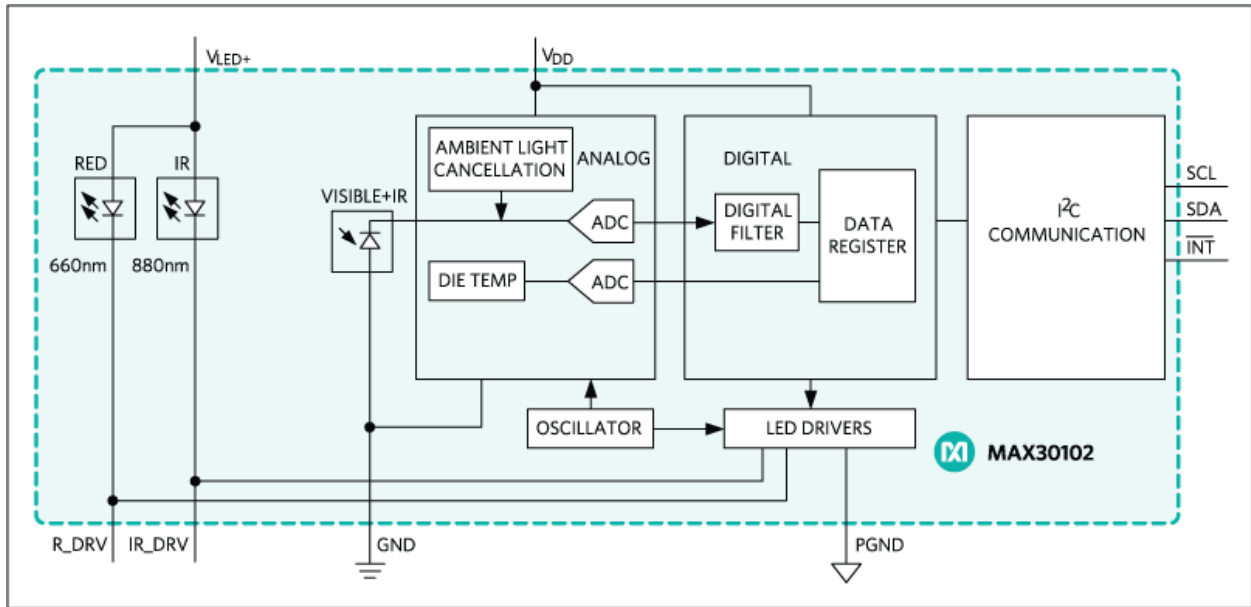 VLED+
VDD
AMBIENT LIGHT
CANCELLATION
ANALOG
DIGITAL
RED
IR
VISIBLE+IR
ADC
DIGITAL
FILTER
DATA
REGISTER
I²C
COMMUNICATION
SCL
SDA
INT
660nm
880nm
DIE TEMP
ADC
OSCILLATOR
LED DRIVERS
MAX30102
R_DRV
IR_DRV
GND
PGND